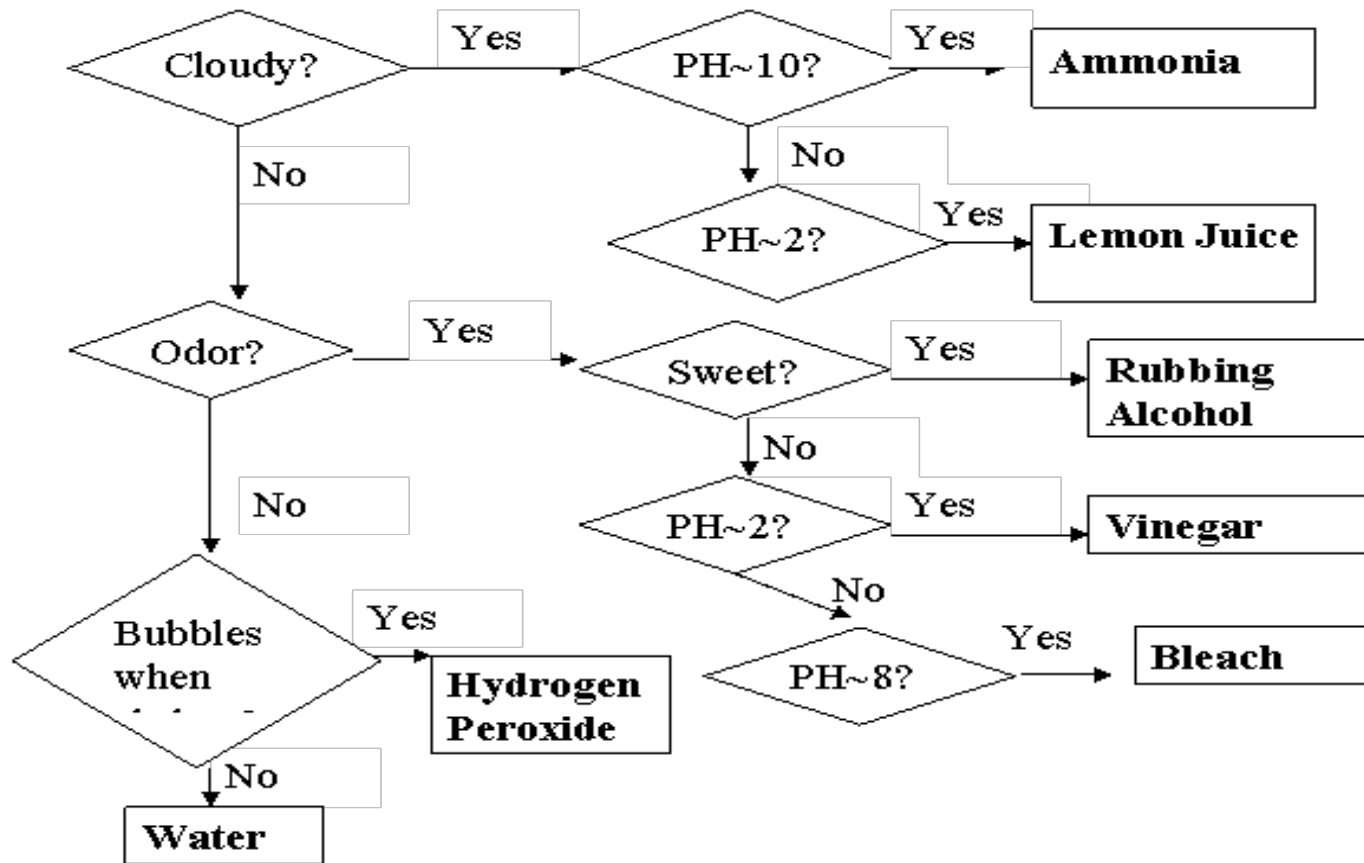 Cloudy?
Yes
PH~10?
Yes
Ammonia
No
No
PH~2?
Yes
Lemon Juice
Odor?
Yes
Sweet?
Yes
Rubbing
Alcohol
No
No
PH~2?
Yes
Vinegar
No
Bubbles
when
Yes
Hydrogen
Peroxide
PH~8?
Yes
Bleach
No
Water